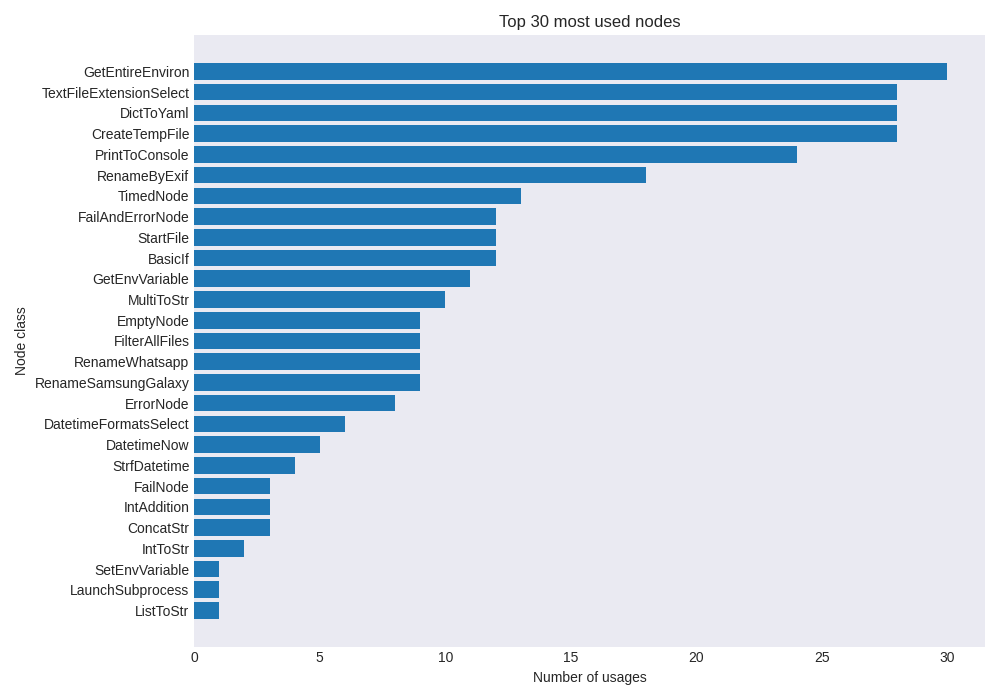 Top 30 most used nodes
Node class
GetEntireEnviron
TextFileExtensionSelect
DictToYaml
CreateTempFile
PrintToConsole
RenameByExif
TimedNode
FailAndErrorNode
StartFile
BasicIf
GetEnvVariable
MultiToStr
EmptyNode
FilterAllFiles
RenameWhatsapp
RenameSamsungGalaxy
ErrorNode
DatetimeFormatsSelect
DatetimeNow
StrfDatetime
FailNode
IntAddition
ConcatStr
IntToStr
SetEnvVariable
LaunchSubprocess
ListToStr
0 5 10 15 20 25 30
Number of usages